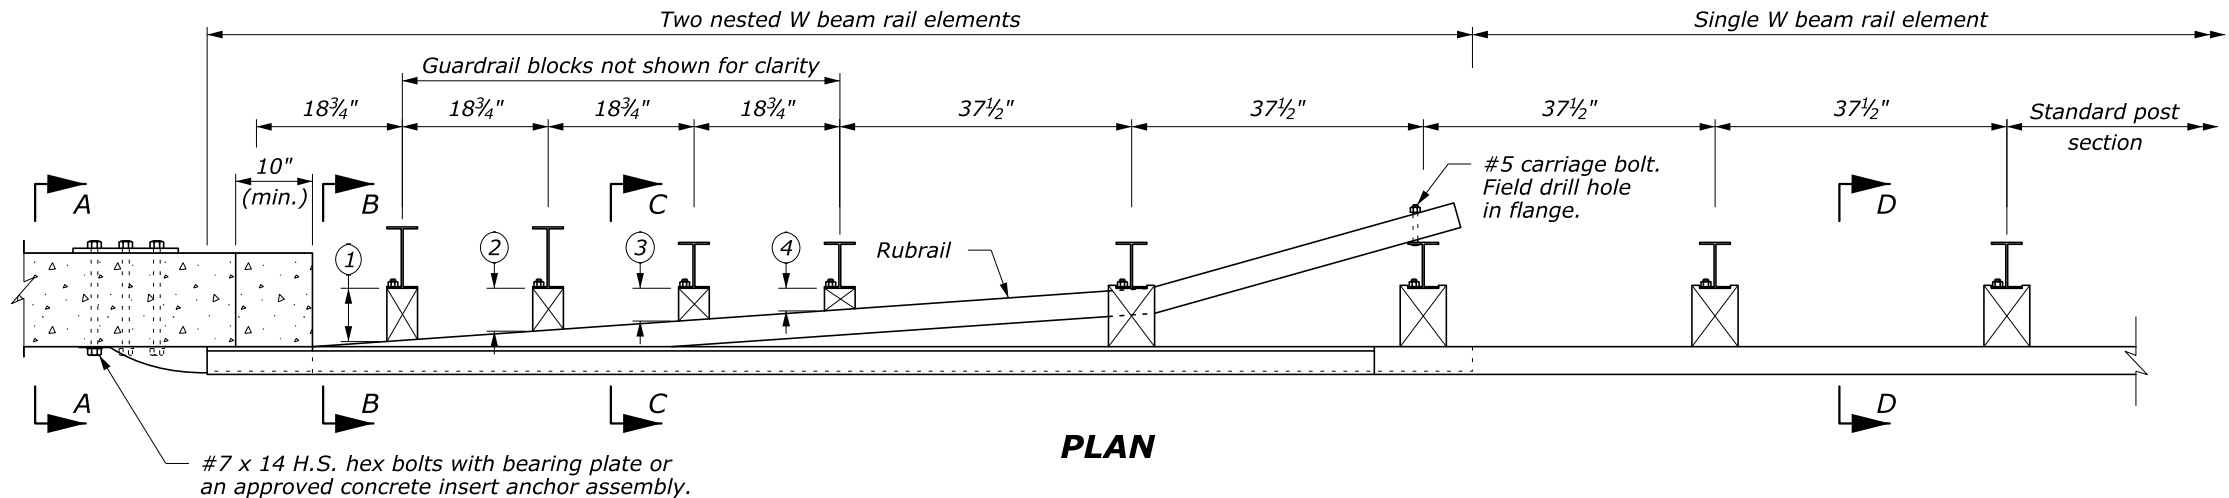 Two nested W beam rail elements
Single W beam rail element
Guardrail blocks not shown for clarity
18¾"
18¾"
18¾"
18¾"
37½"
37½"
37½"
37½"
Standard post
section
10"
(min.)
#5 carriage bolt.
Field drill hole
in flange.
A
B
C
D
1
2
3
4
Rubrail
A
B
C
D
PLAN
#7 x 14 H.S. hex bolts with bearing plate or
an approved concrete insert anchor assembly.